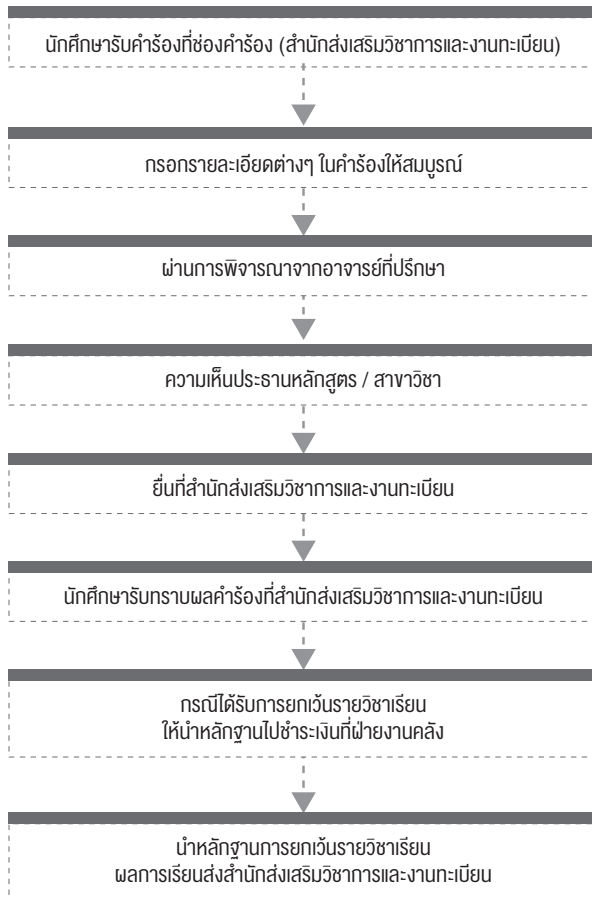 นักศึกษารับคำร้องที่ช่องคำร้อง (สำนักส่งเสริมวิชาการและงานทะเบียน)
กรอกรายละเอียดต่างๆ ในคำร้องให้สมบูรณ์
ผ่านการพิจารณาจากอาจารย์ที่ปรึกษา
ความเห็นประธานหลักสูตร / สาขาวิชา
ยื่นที่สำนักส่งเสริมวิชาการและงานทะเบียน
นักศึกษารับทราบผลคำร้องที่สำนักส่งเสริมวิชาการและงานทะเบียน
กรณีได้รับการยกเว้นรายวิชาเรียน
ให้นำหลักฐานไปชำระเงินที่ฝ่ายงานคลัง
นำหลักฐานการยกเว้นรายวิชาเรียน
ผลการเรียนส่งสำนักส่งเสริมวิชาการและงานทะเบียน